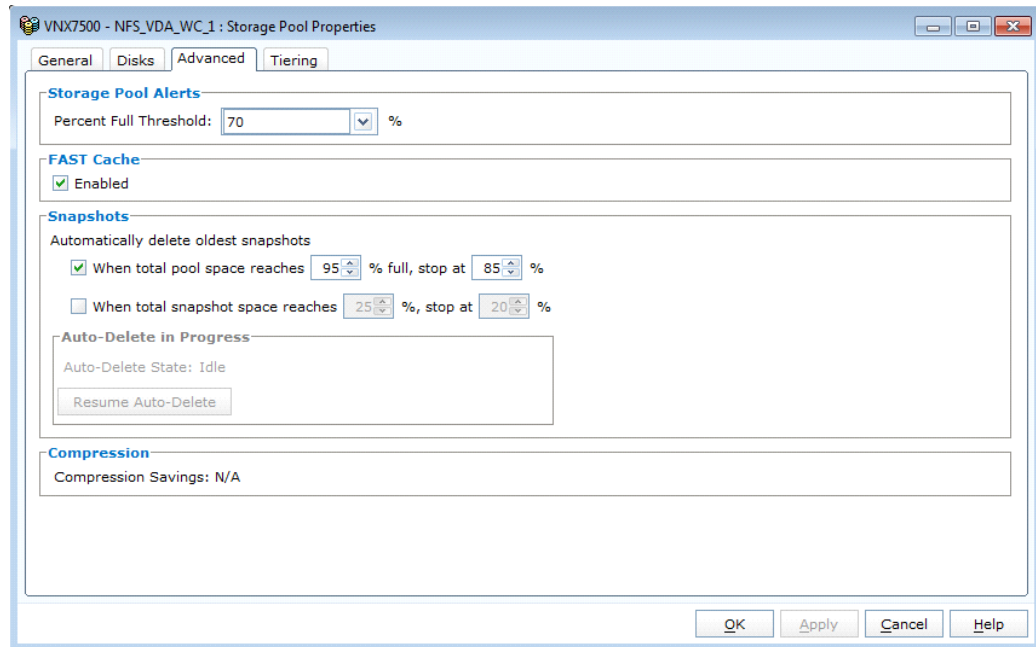 VNX7500 - NFS_VDA_WC_1 : Storage Pool Properties
General Disks Advanced Tiering
Storage Pool Alerts
Percent Full Threshold: 70 %
FAST Cache
Enabled
Snapshots
Automatically delete oldest snapshots
When total pool space reaches 95 % full, stop at 85 %
When total snapshot space reaches 25 %, stop at 20 %
Auto-Delete in Progress
Auto-Delete State: Idle
Resume Auto-Delete
Compression
Compression Savings: N/A
OK Apply Cancel Help